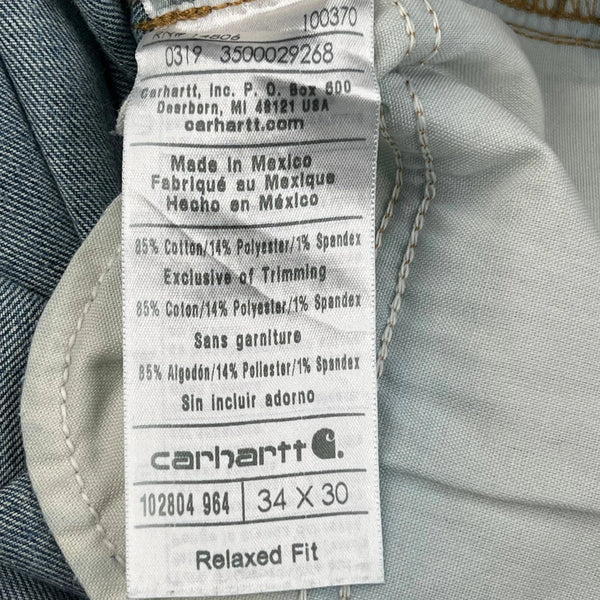 100370
RN# 14806
0319 3500029268
Carhartt, Inc. P. O. Box 600
Dearborn, MI 48121 USA
carhartt.com
Made in Mexico
Fabriqué au Mexique
Hecho en México
85% Cotton/14% Polyester/1% Spandex
Exclusive of Trimming
85% Coton/14% Polyester/1% Spandex
Sans garniture
85% Algodón/14% Poliester/1% Spandex
Sin incluir adorno
carhartt
102804 964 34 X 30
Relaxed Fit